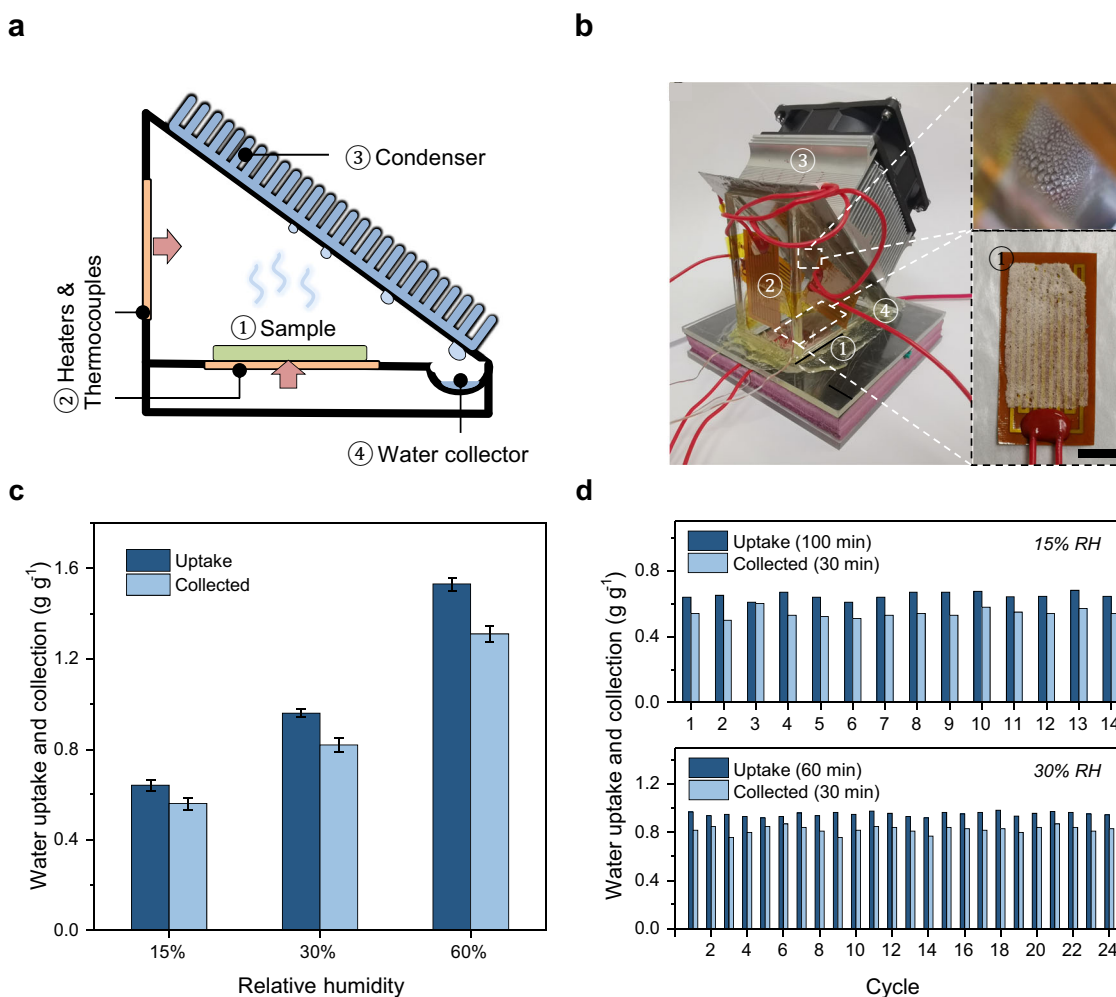 a
③ Condenser
① Sample
② Heaters &
Thermocouples
④ Water collector
b
③
②
④
①
①
c
Water uptake and collection (g g⁻¹)
Uptake
Collected
1.6
1.2
0.8
0.4
0.0
15%
30%
60%
Relative humidity
d
Water uptake and collection (g g⁻¹)
Uptake (100 min)
Collected (30 min)
15% RH
0.8
0.4
0.0
1 2 3 4 5 6 7 8 9 10 11 12 13 14
Uptake (60 min)
Collected (30 min)
30% RH
1.2
0.8
0.4
0.0
2 4 6 8 10 12 14 16 18 20 22 24
Cycle